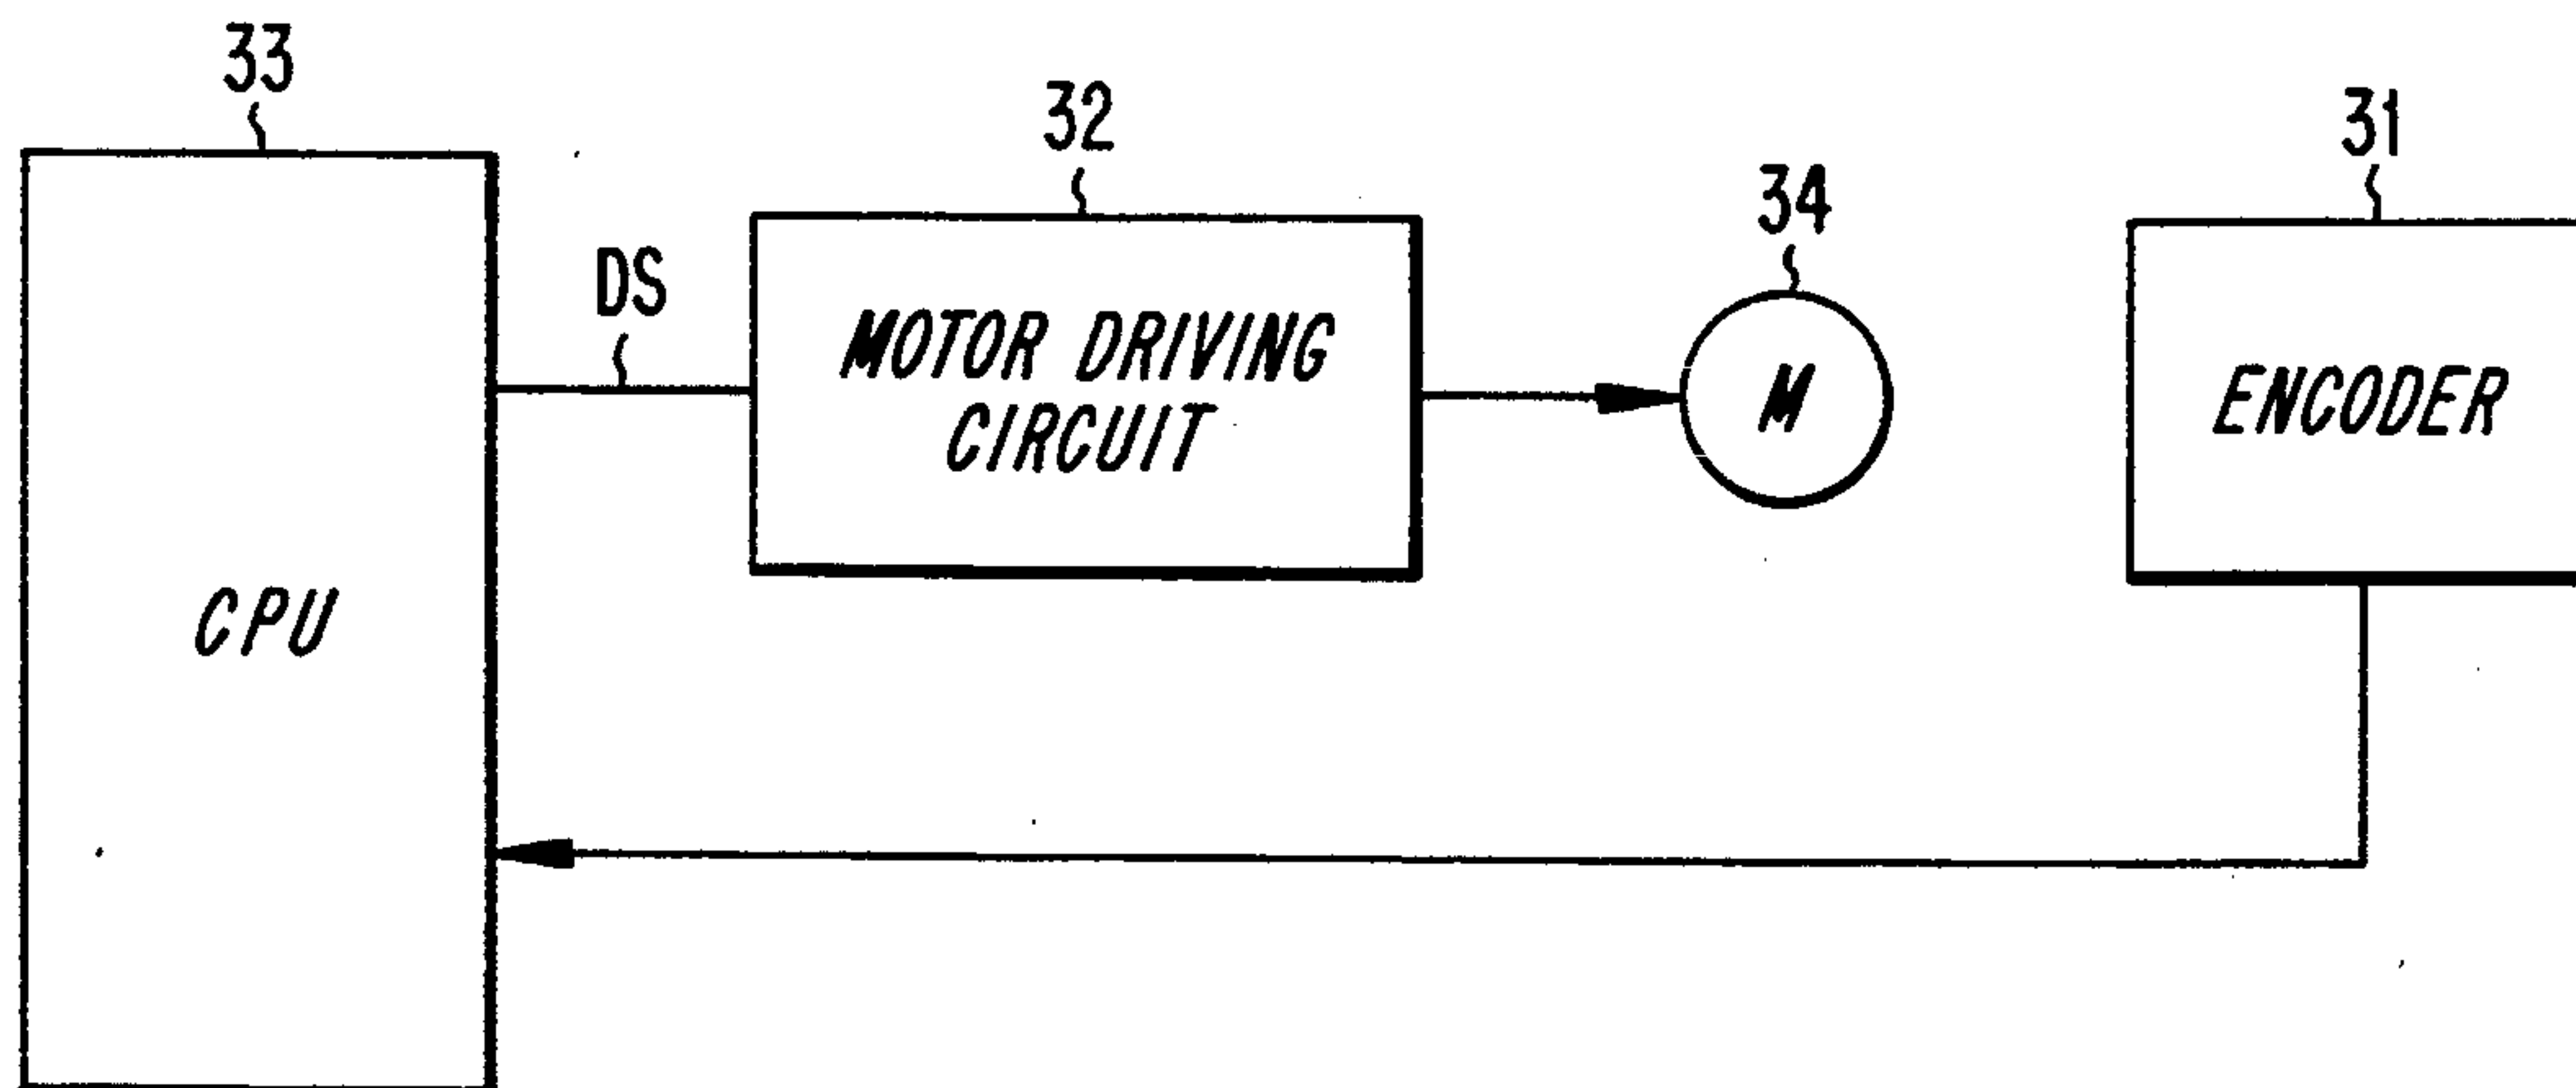 33
32
31
34
DS
MOTOR DRIVING
CIRCUIT
M
ENCODER
CPU